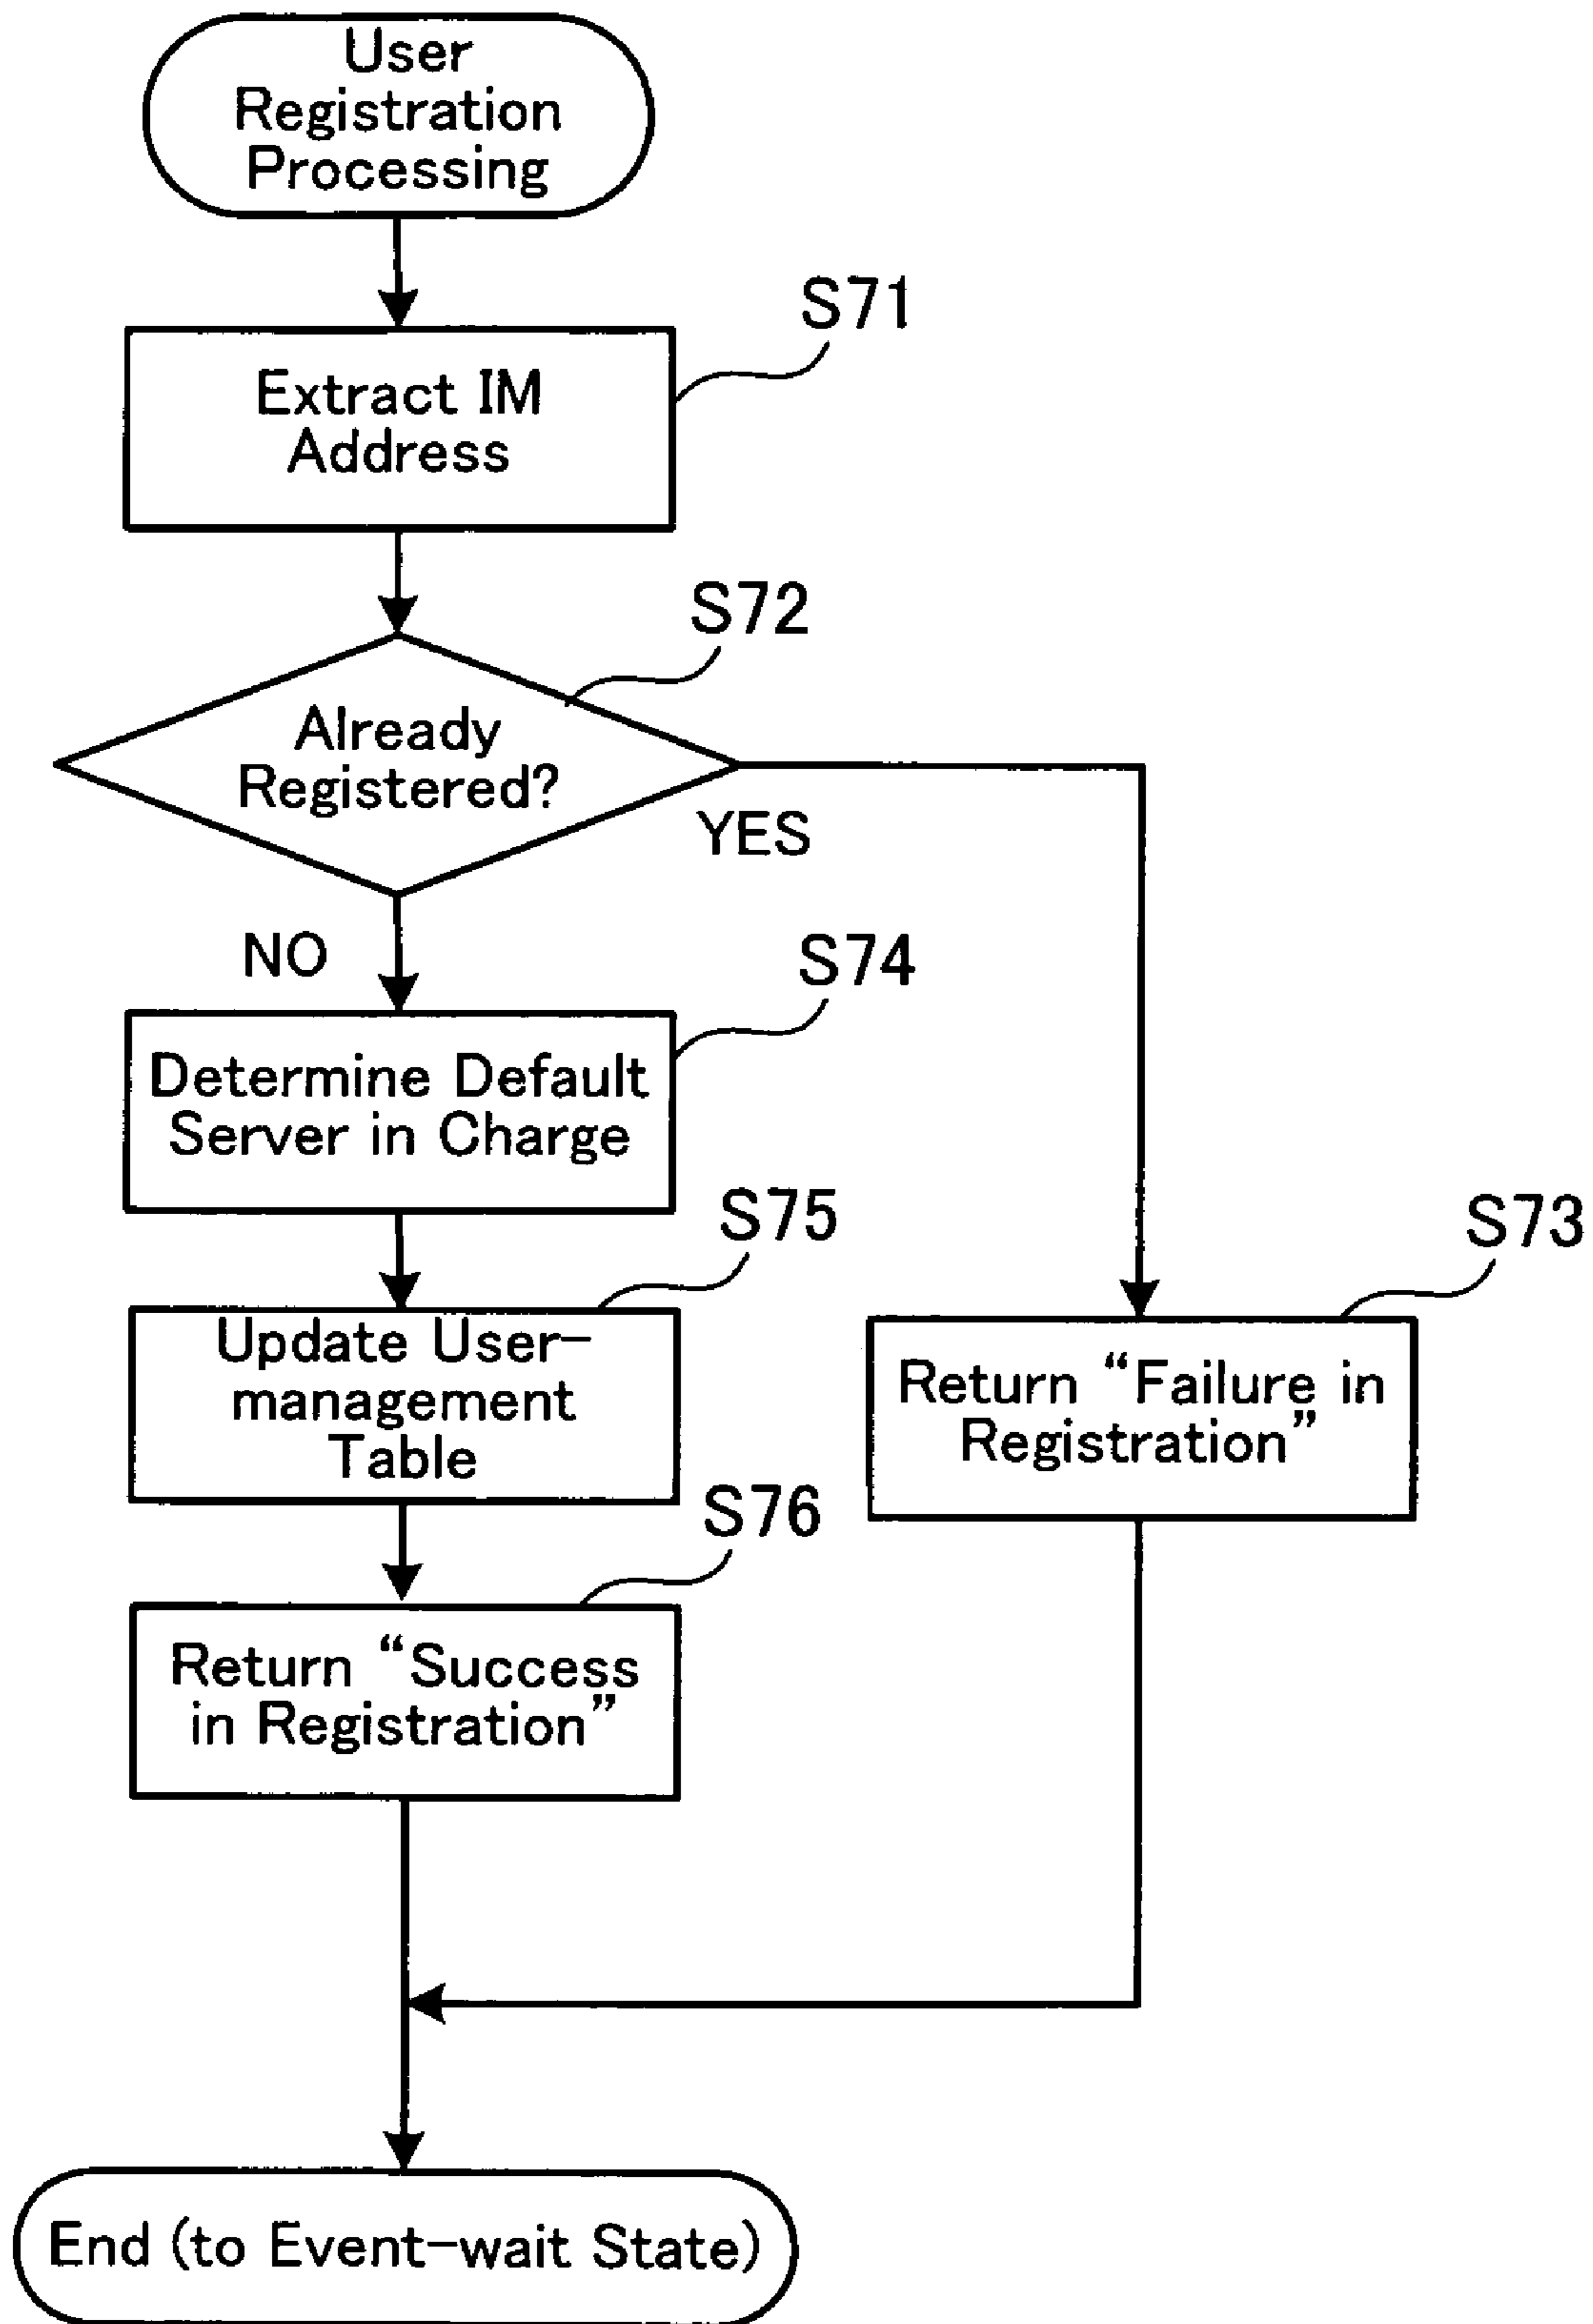 User
Registration
Processing
S71
Extract IM
Address
S72
Already
Registered?
YES
NO
S74
Determine Default
Server in Charge
S75
Update User-
management
Table
S73
Return “Failure in
Registration”
S76
Return “Success
in Registration”
End (to Event-wait State)